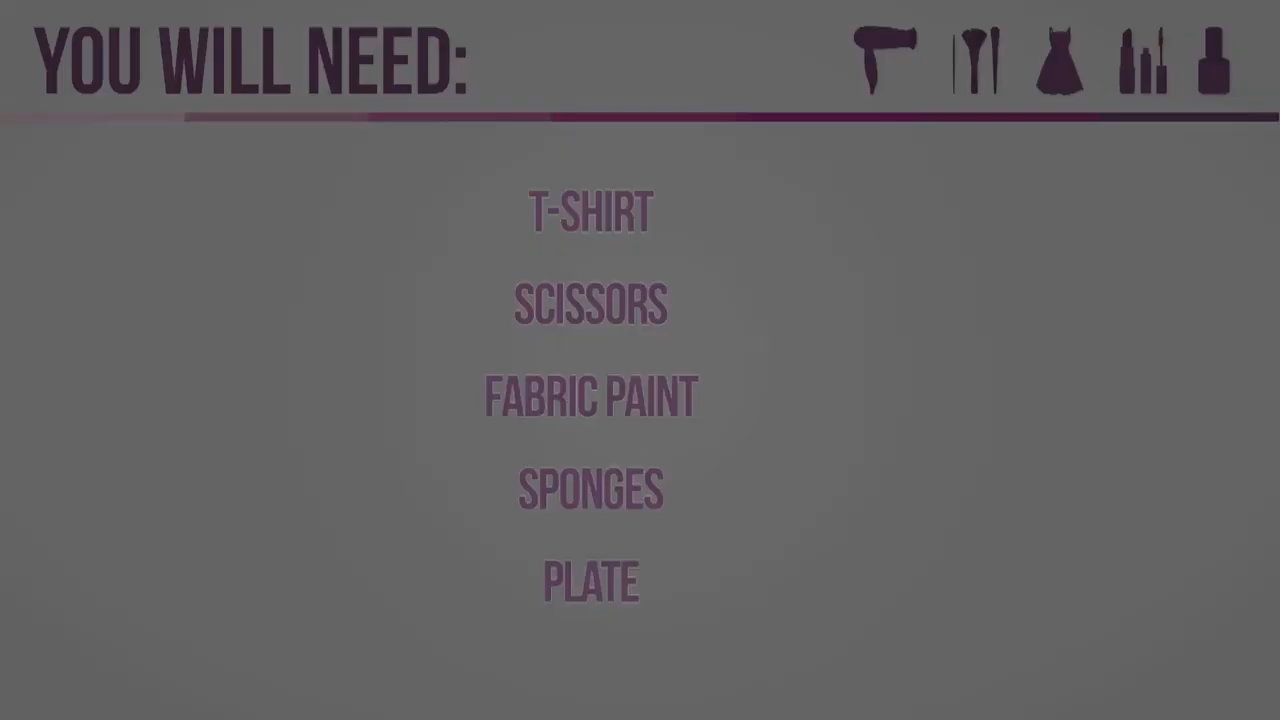 YOU WILL NEED:
T-SHIRT
SCISSORS
FABRIC PAINT
SPONGES
PLATE